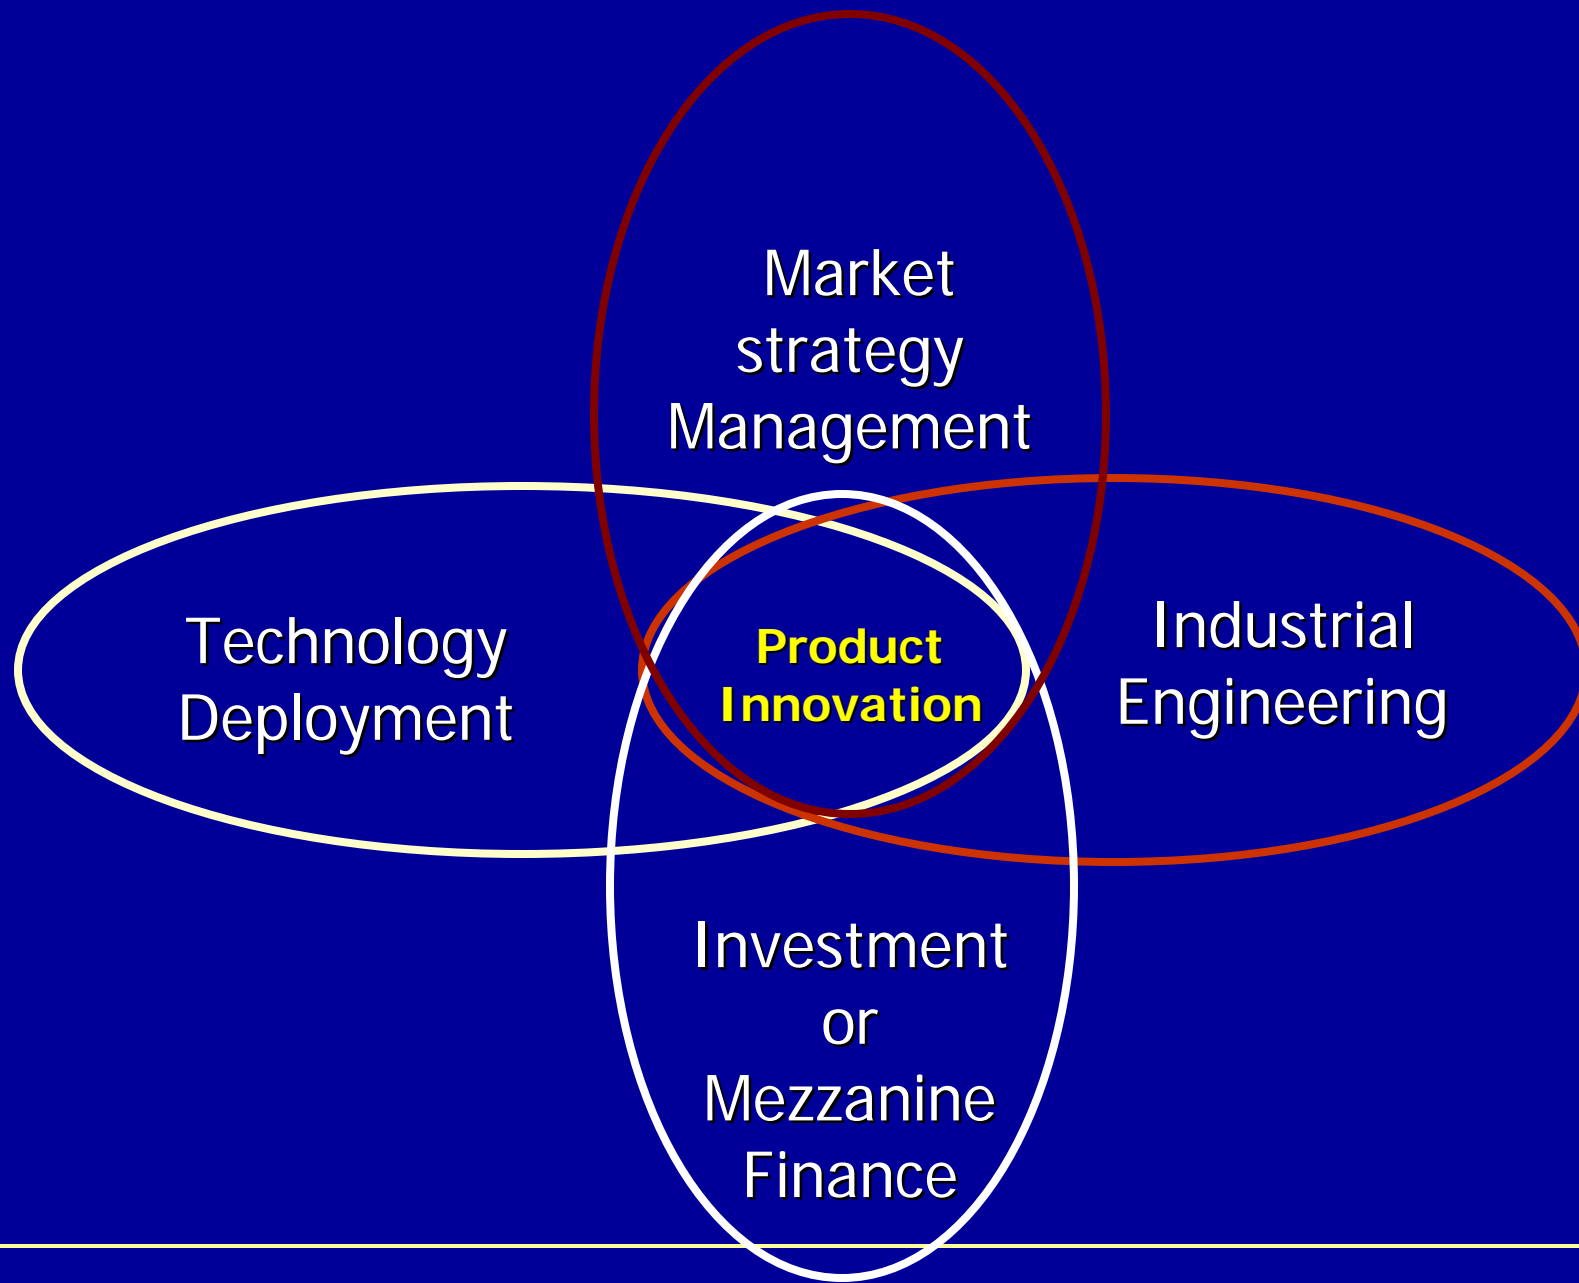 Market
strategy
Management
Technology
Deployment
Product
Innovation
Industrial
Engineering
Investment
or
Mezzanine
Finance